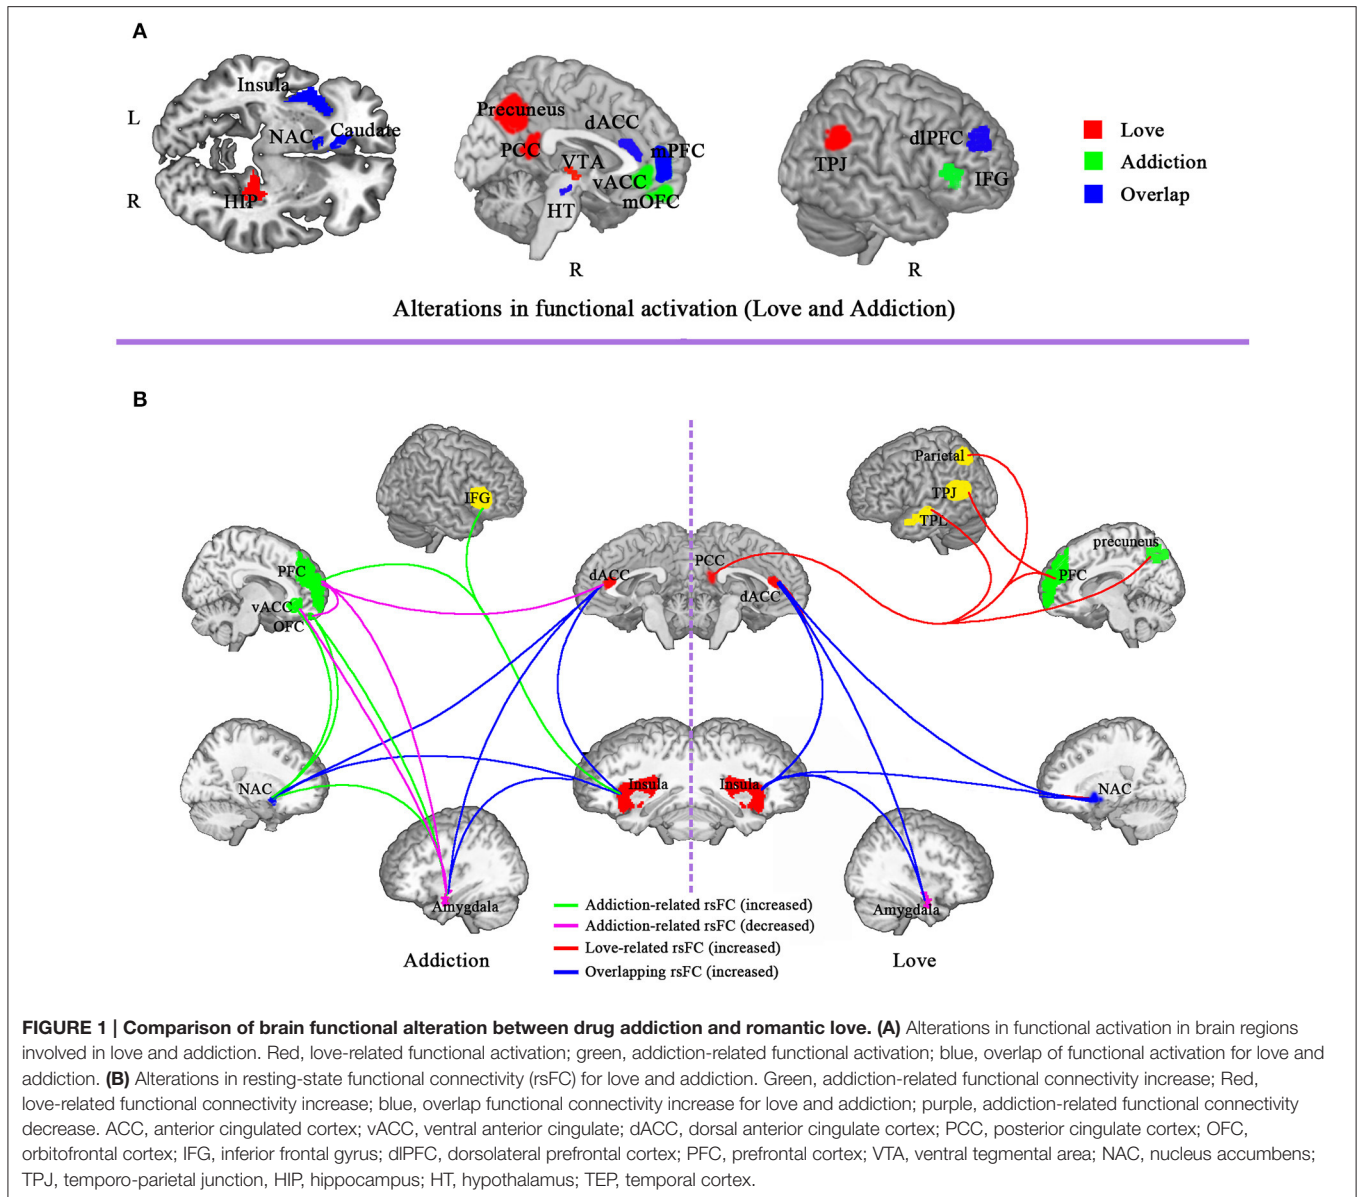 A
Insula
L
NAC
Caudate
HIP
R
Precuneus
dACC
PCC
mPFC
VTA
vACC
mOFC
HT
R
TPJ
dlPFC
IFG
R
Love
Addiction
Overlap
Alterations in functional activation (Love and Addiction)
B
IFG
Parietal
TPJ
TPL
PFC
vACC
OFC
dACC
PCC
dACC
precuneus
PFC
NAC
Insula
Insula
NAC
Amygdala
Amygdala
Addiction-related rsFC (increased)
Addiction-related rsFC (decreased)
Love-related rsFC (increased)
Overlapping rsFC (increased)
Addiction
Love
FIGURE 1 | Comparison of brain functional alteration between drug addiction and romantic love. (A) Alterations in functional activation in brain regions
involved in love and addiction. Red, love-related functional activation; green, addiction-related functional activation; blue, overlap of functional activation for love and
addiction. (B) Alterations in resting-state functional connectivity (rsFC) for love and addiction. Green, addiction-related functional connectivity increase; Red,
love-related functional connectivity increase; blue, overlap functional connectivity increase for love and addiction; purple, addiction-related functional connectivity
decrease. ACC, anterior cingulated cortex; vACC, ventral anterior cingulate; dACC, dorsal anterior cingulate cortex; PCC, posterior cingulate cortex; OFC,
orbitofrontal cortex; IFG, inferior frontal gyrus; dlPFC, dorsolateral prefrontal cortex; PFC, prefrontal cortex; VTA, ventral tegmental area; NAC, nucleus accumbens;
TPJ, temporo-parietal junction, HIP, hippocampus; HT, hypothalamus; TEP, temporal cortex.